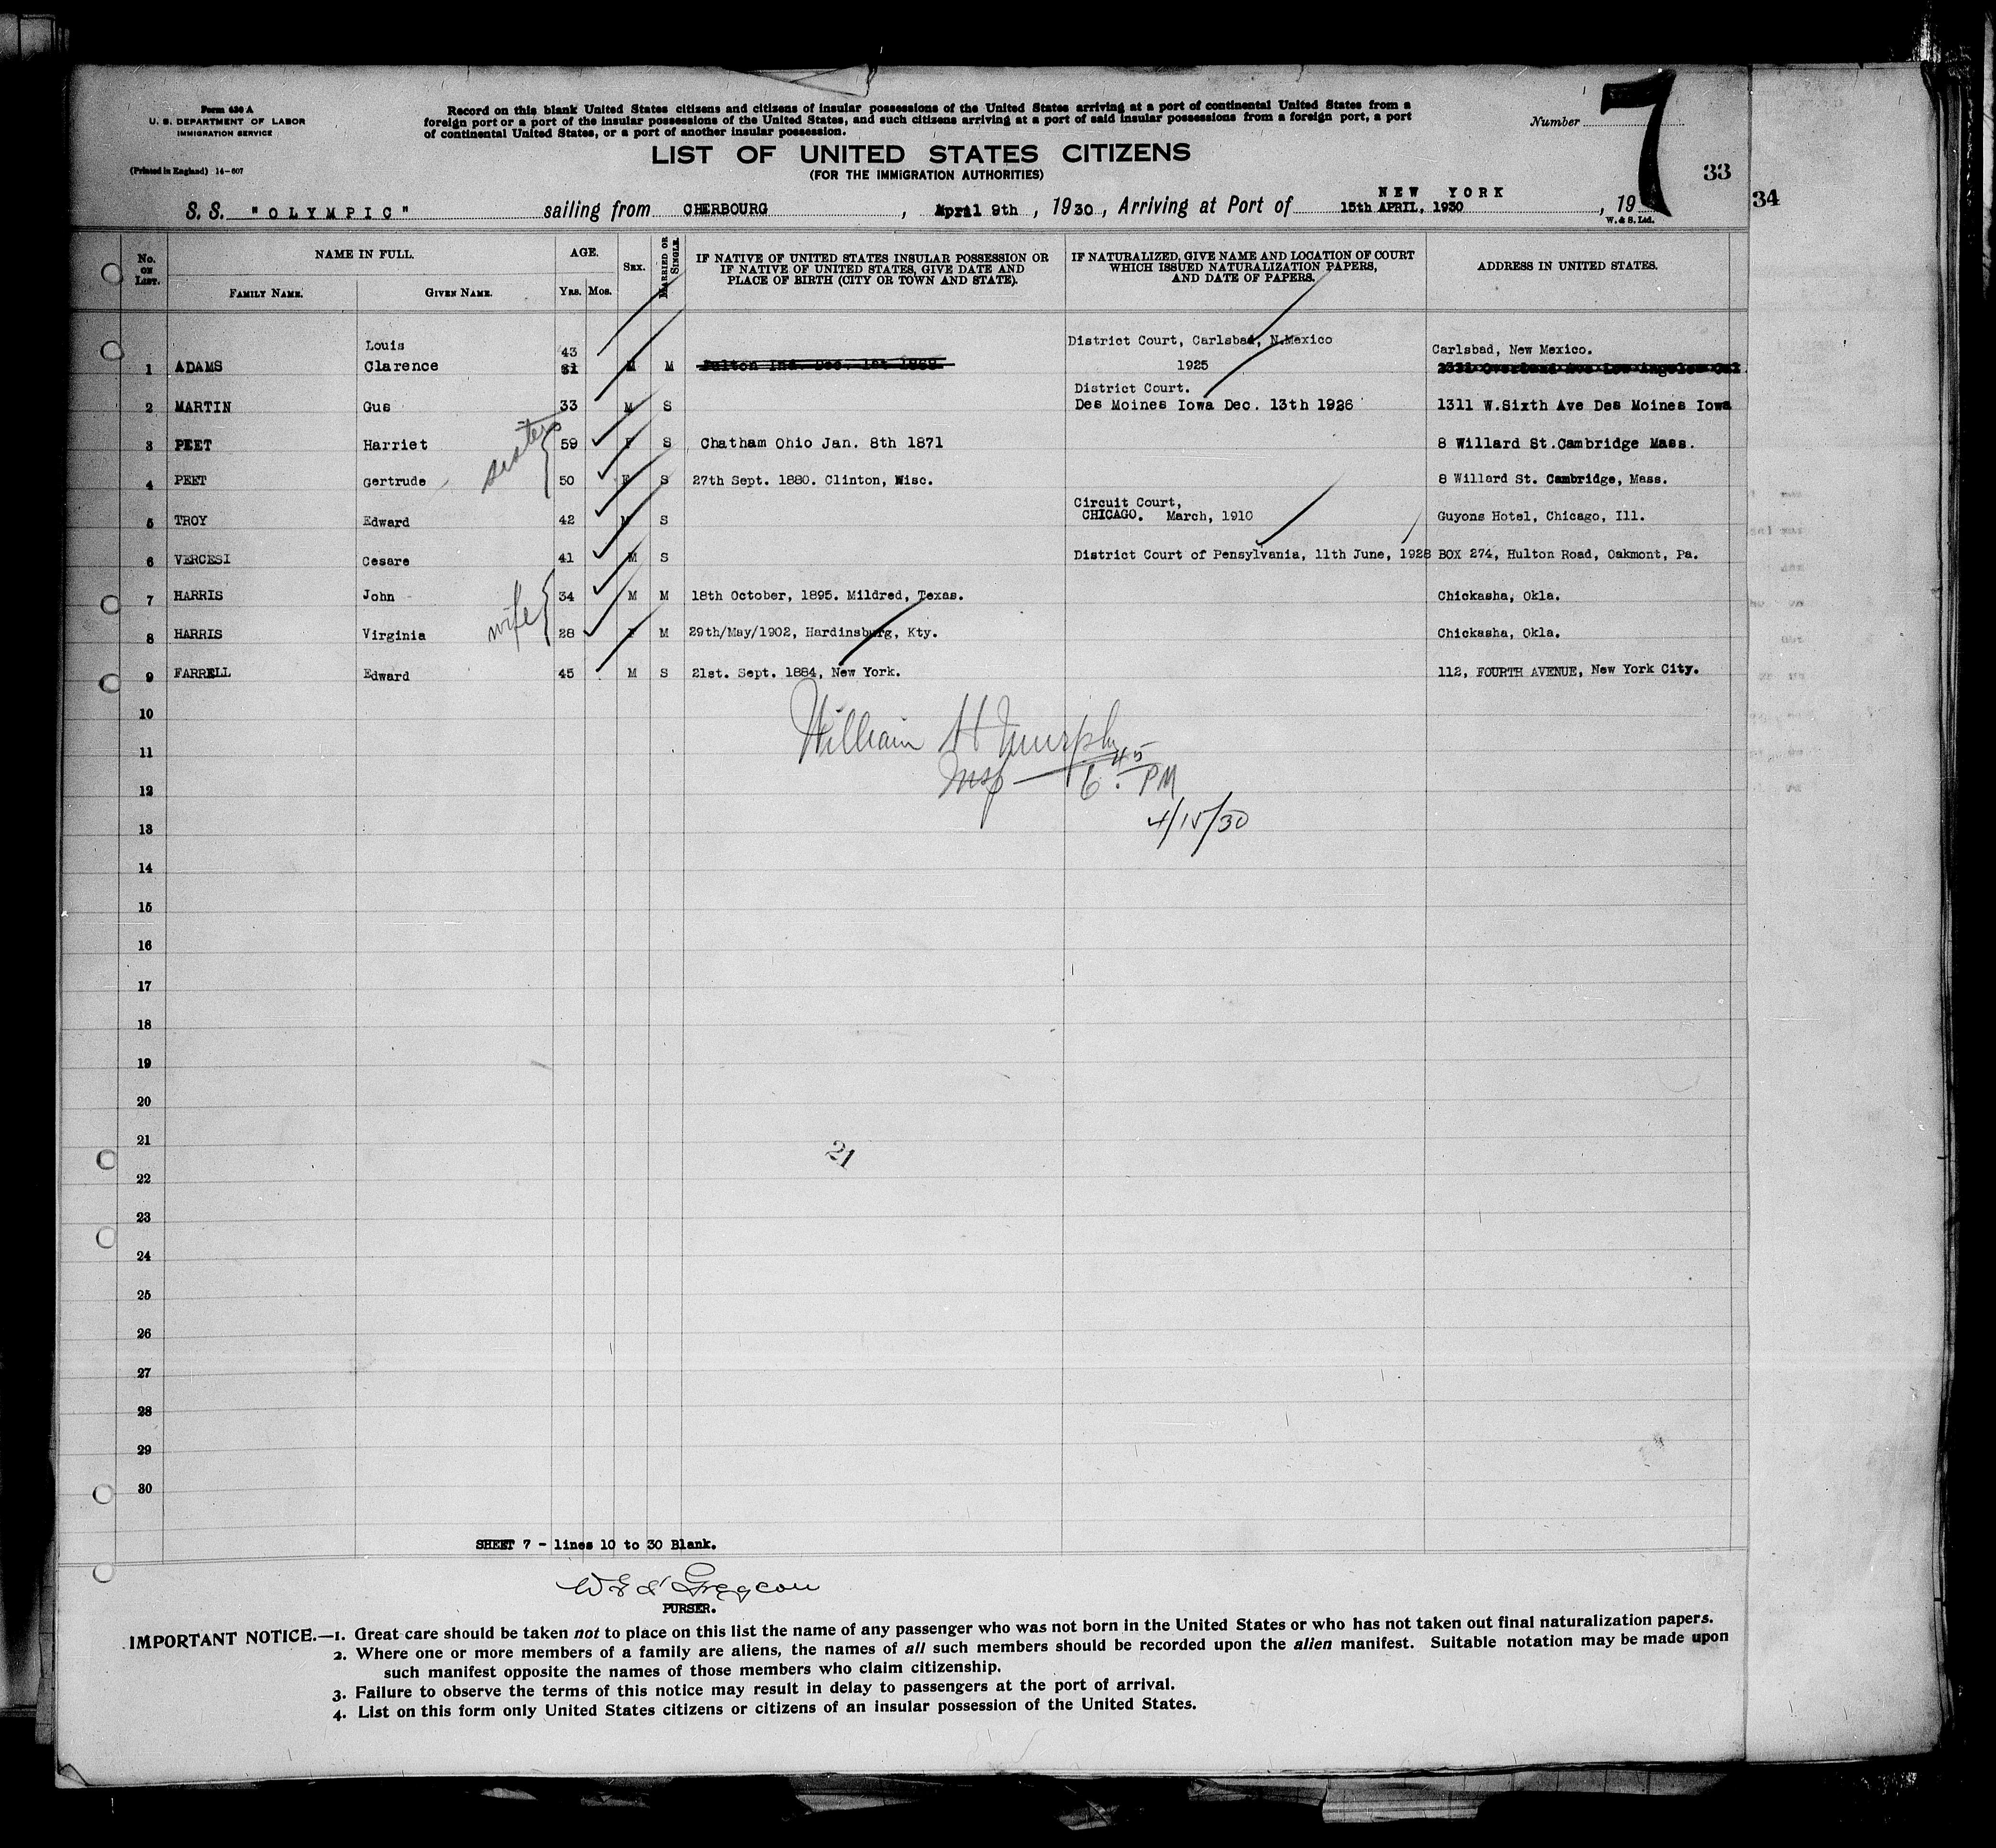 Form 630 A
U. S. DEPARTMENT OF LABOR
IMMIGRATION SERVICE
(Printed in England) 14-607
Record on this blank United States citizens and citizens of insular possessions of the United States arriving at a port of continental United States from a
foreign port or a port of the insular possessions of the United States, and such citizens arriving at a port of said insular possessions from a foreign port, a port
of continental United States, or a port of another insular possession.
Number 7
LIST OF UNITED STATES CITIZENS
(FOR THE IMMIGRATION AUTHORITIES)
33
34
S. S. "OLYMPIC" sailing from CHERBOURG, April 9th, 1930, Arriving at Port of NEW YORK 15th APRIL, 1930, 19
W. & S. Ltd.
No. on List.
NAME IN FULL.
Family Name. Given Name.
AGE.
Yrs. Mos.
Sex.
Married or Single.
IF NATIVE OF UNITED STATES INSULAR POSSESSION OR
IF NATIVE OF UNITED STATES, GIVE DATE AND
PLACE OF BIRTH (CITY OR TOWN AND STATE).
IF NATURALIZED, GIVE NAME AND LOCATION OF COURT
WHICH ISSUED NATURALIZATION PAPERS,
AND DATE OF PAPERS.
ADDRESS IN UNITED STATES.
Louis 43 District Court, Carlsbad, N.Mexico Carlsbad, New Mexico.
1 ADAMS Clarence M M Fulton Ind. Dec. 1st 1925
District Court.
2 MARTIN Gus 33 M S Des Moines Iowa Dec. 13th 1926 1311 W.Sixth Ave Des Moines Iowa
sisters
3 PEET Harriet 59 F S Chatham Ohio Jan. 8th 1871 8 Willard St.Cambridge Mass.
4 PEET Gertrude 50 F S 27th Sept. 1880. Clinton, Wisc. 8 Willard St. Cambridge, Mass.
Circuit Court,
5 TROY Edward 42 M S CHICAGO. March, 1910 Guyons Hotel, Chicago, Ill.
6 VERCESI Cesare 41 M S District Court of Pensylvania, 11th June, 1928 BOX 274, Hulton Road, Oakmont, Pa.
7 HARRIS John 34 M M 18th October, 1895. Mildred, Texas. Chickasha, Okla.
wife
8 HARRIS Virginia 28 F M 29th/May/1902, Hardinsburg, Kty. Chickasha, Okla.
9 FARRELL Edward 45 M S 21st. Sept. 1884, New York. 112, FOURTH AVENUE, New York City.
10
William H Murphy
11
Insp 6.45 PM
12
4/15/30
13
14
15
16
17
18
19
20
21
21
22
23
24
25
26
27
28
29
30
SHEET 7 - lines 10 to 30 Blank.
PURSER.
IMPORTANT NOTICE.—1. Great care should be taken not to place on this list the name of any passenger who was not born in the United States or who has not taken out final naturalization papers.
2. Where one or more members of a family are aliens, the names of all such members should be recorded upon the alien manifest. Suitable notation may be made upon
such manifest opposite the names of those members who claim citizenship.
3. Failure to observe the terms of this notice may result in delay to passengers at the port of arrival.
4. List on this form only United States citizens or citizens of an insular possession of the United States.